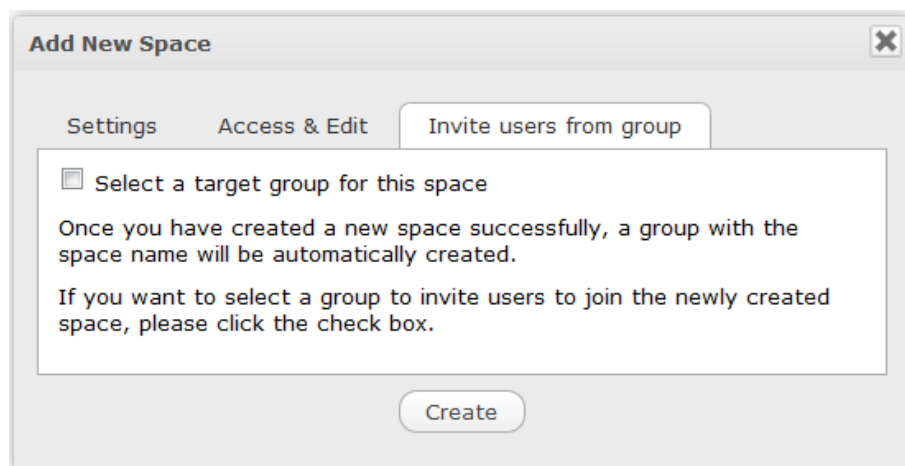 Add New Space
Settings Access & Edit Invite users from group
Select a target group for this space
Once you have created a new space successfully, a group with the
space name will be automatically created.
If you want to select a group to invite users to join the newly created
space, please click the check box.
Create